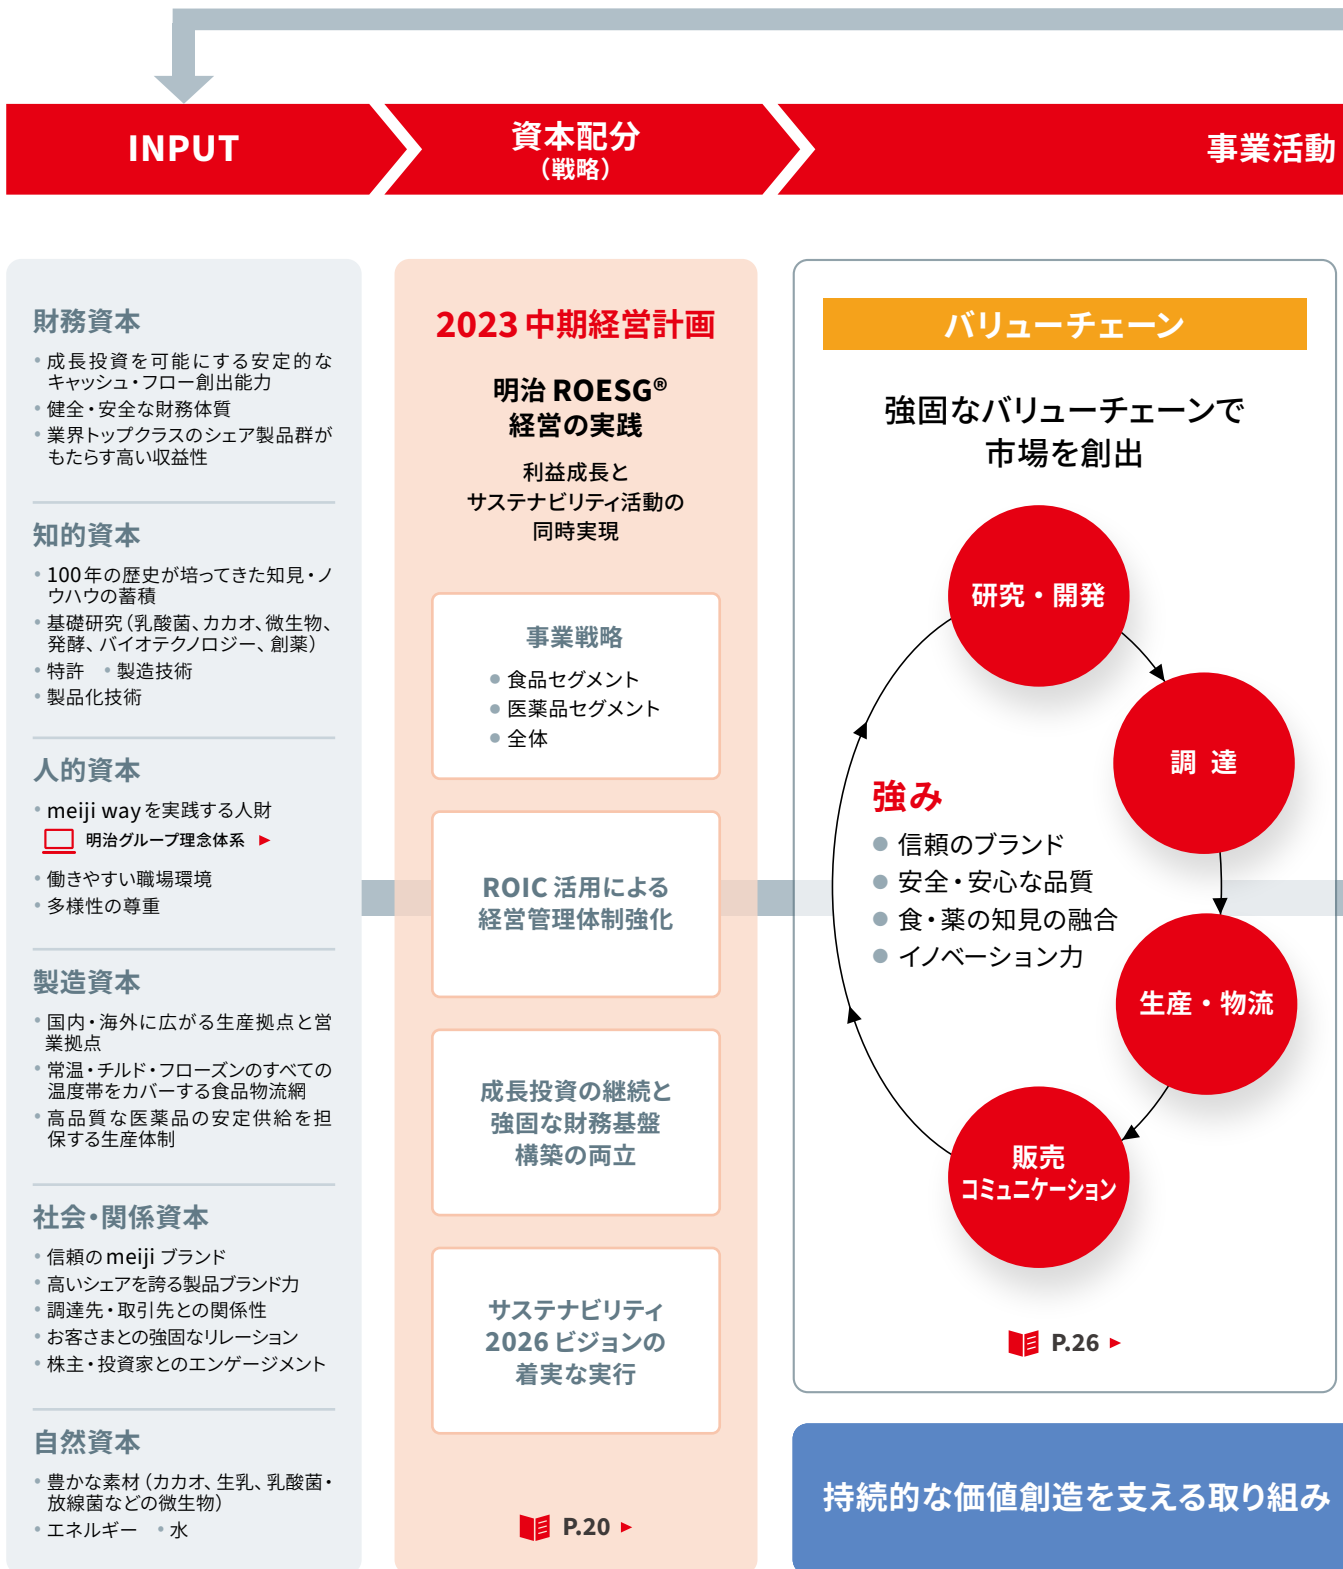 INPUT
資本配分
（戦略）
事業活動
財務資本
• 成長投資を可能にする安定的な
キャッシュ・フロー創出能力
• 健全・安全な財務体質
• 業界トップクラスのシェア製品群が
もたらす高い収益性
知的資本
• 100年の歴史が培ってきた知見・ノ
ウハウの蓄積
• 基礎研究（乳酸菌、カカオ、微生物、
発酵、バイオテクノロジー、創薬）
• 特許 • 製造技術
• 製品化技術
人的資本
• meiji wayを実践する人財
明治グループ理念体系
• 働きやすい職場環境
• 多様性の尊重
製造資本
• 国内・海外に広がる生産拠点と営
業拠点
• 常温・チルド・フローズンのすべての
温度帯をカバーする食品物流網
• 高品質な医薬品の安定供給を担
保する生産体制
社会・関係資本
• 信頼のmeiji ブランド
• 高いシェアを誇る製品ブランド力
• 調達先・取引先との関係性
• お客さまとの強固なリレーション
• 株主・投資家とのエンゲージメント
自然資本
• 豊かな素材（カカオ、生乳、乳酸菌・
放線菌などの微生物）
• エネルギー • 水
2023 中期経営計画
明治 ROESG®
経営の実践
利益成長と
サステナビリティ活動の
同時実現
事業戦略
● 食品セグメント
● 医薬品セグメント
● 全体
ROIC 活用による
経営管理体制強化
成長投資の継続と
強固な財務基盤
構築の両立
サステナビリティ
2026 ビジョンの
着実な実行
P.20
バリューチェーン
強固なバリューチェーンで
市場を創出
研究・開発
調 達
強み
● 信頼のブランド
● 安全・安心な品質
● 食・薬の知見の融合
● イノベーション力
生産・物流
販売
コミュニケーション
P.26
持続的な価値創造を支える取り組み